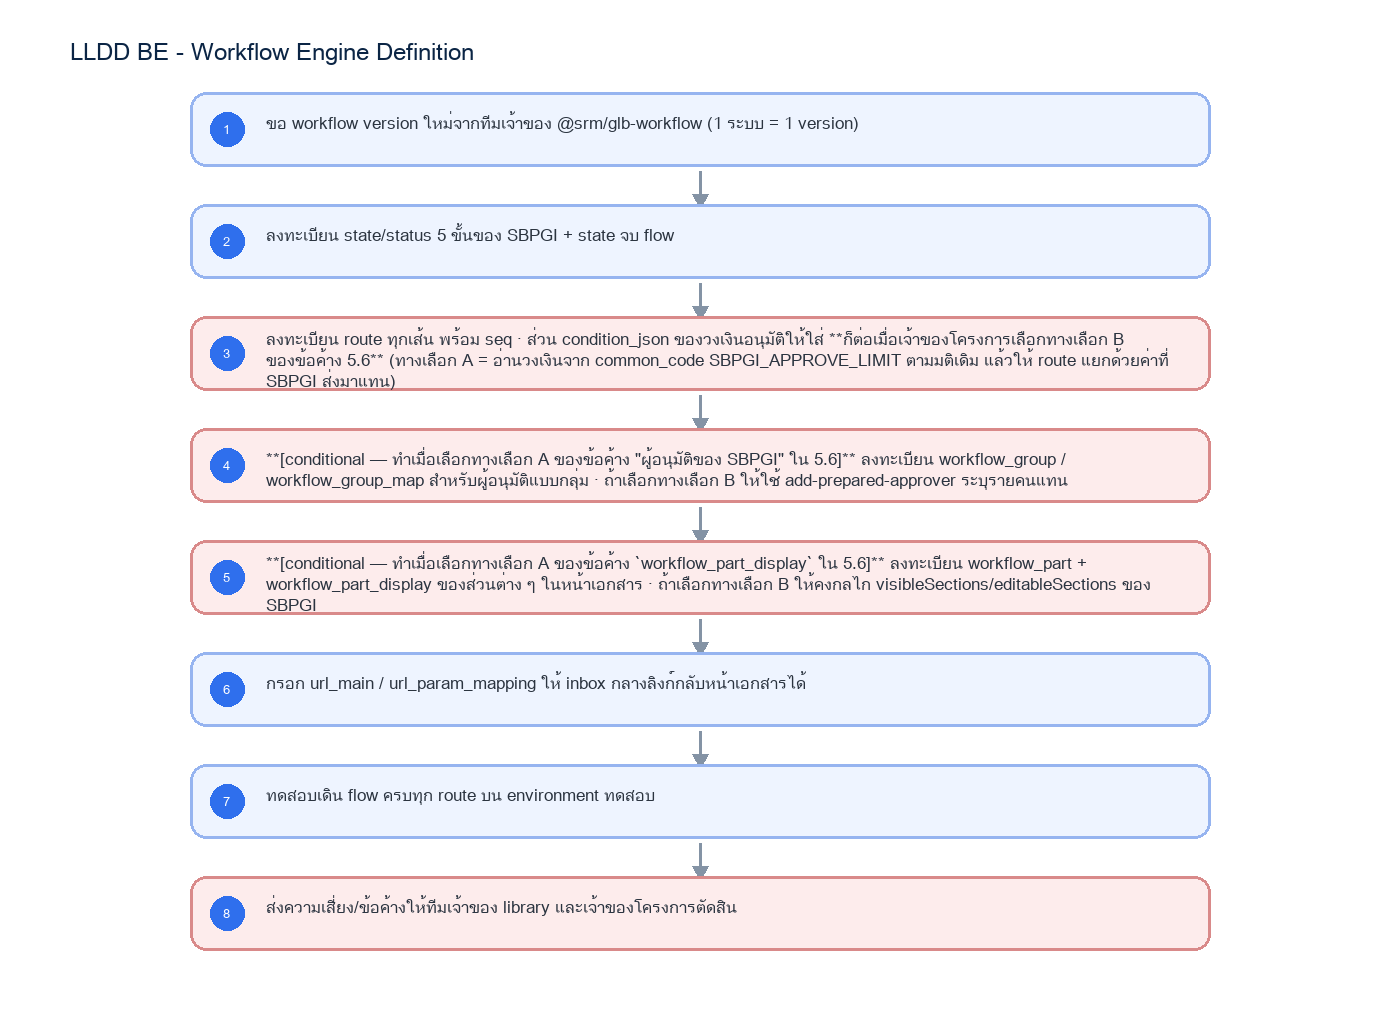 LLDD BE - Workflow Engine Definition
1
ขอ workflow version ใหม่จากทีมเจ้าของ @srm/glb-workflow (1 ระบบ = 1 version)
2
ลงทะเบียน state/status 5 ขั้นของ SBPGI + state จบ flow
3
ลงทะเบียน route ทุกเส้น พร้อม seq · ส่วน condition_json ของวงเงินอนุมัติให้ใส่ **ก็ต่อเมื่อเจ้าของโครงการเลือกทางเลือก B
ของข้อค้าง 5.6** (ทางเลือก A = อ่านวงเงินจาก common_code SBPGI_APPROVE_LIMIT ตามมติเดิม แล้วให้ route แยกด้วยค่าที่
SBPGI ส่งมาแทน)
4
**[conditional — ทำเมื่อเลือกทางเลือก A ของข้อค้าง "ผู้อนุมัติของ SBPGI" ใน 5.6]** ลงทะเบียน workflow_group /
workflow_group_map สำหรับผู้อนุมัติแบบกลุ่ม · ถ้าเลือกทางเลือก B ให้ใช้ add-prepared-approver ระบุรายคนแทน
5
**[conditional — ทำเมื่อเลือกทางเลือก A ของข้อค้าง `workflow_part_display` ใน 5.6]** ลงทะเบียน workflow_part +
workflow_part_display ของส่วนต่าง ๆ ในหน้าเอกสาร · ถ้าเลือกทางเลือก B ให้คงกลไก visibleSections/editableSections ของ
SBPGI
6
กรอก url_main / url_param_mapping ให้ inbox กลางลิงก์กลับหน้าเอกสารได้
7
ทดสอบเดิน flow ครบทุก route บน environment ทดสอบ
8
ส่งความเสี่ยง/ข้อค้างให้ทีมเจ้าของ library และเจ้าของโครงการตัดสิน